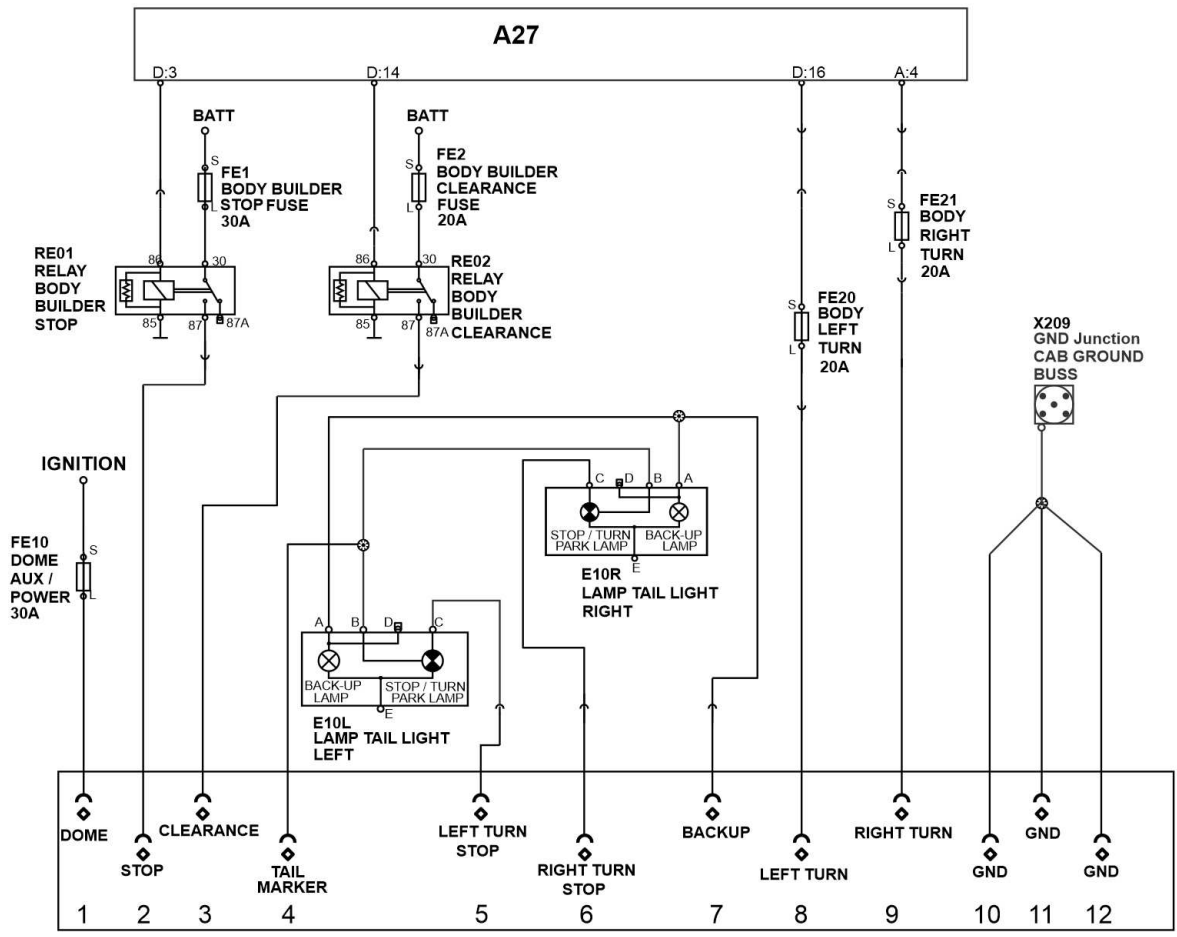 A27
D:3
D:14
D:16
A:4
BATT
S
FE1
BODY BUILDER
STOP FUSE
30A
L
BATT
S
FE2
BODY BUILDER
CLEARANCE
FUSE
20A
L
S
FE21
BODY
RIGHT
TURN
20A
L
RE01
RELAY
BODY
BUILDER
STOP
86
30
85
87
87A
86
30
85
87
87A
RE02
RELAY
BODY
BUILDER
CLEARANCE
S
FE20
BODY
LEFT
TURN
20A
L
X209
GND Junction
CAB GROUND
BUSS
IGNITION
FE10
DOME
AUX /
POWER
30A
S
L
C
D
B
A
STOP / TURN
PARK LAMP
BACK-UP
LAMP
E
E10R
LAMP TAIL LIGHT
RIGHT
A
B
D
C
BACK-UP
LAMP
STOP / TURN
PARK LAMP
E
E10L
LAMP TAIL LIGHT
LEFT
DOME
STOP
CLEARANCE
TAIL
MARKER
LEFT TURN
STOP
RIGHT TURN
STOP
BACKUP
LEFT TURN
RIGHT TURN
GND
GND
GND
1 2 3 4 5 6 7 8 9 10 11 12